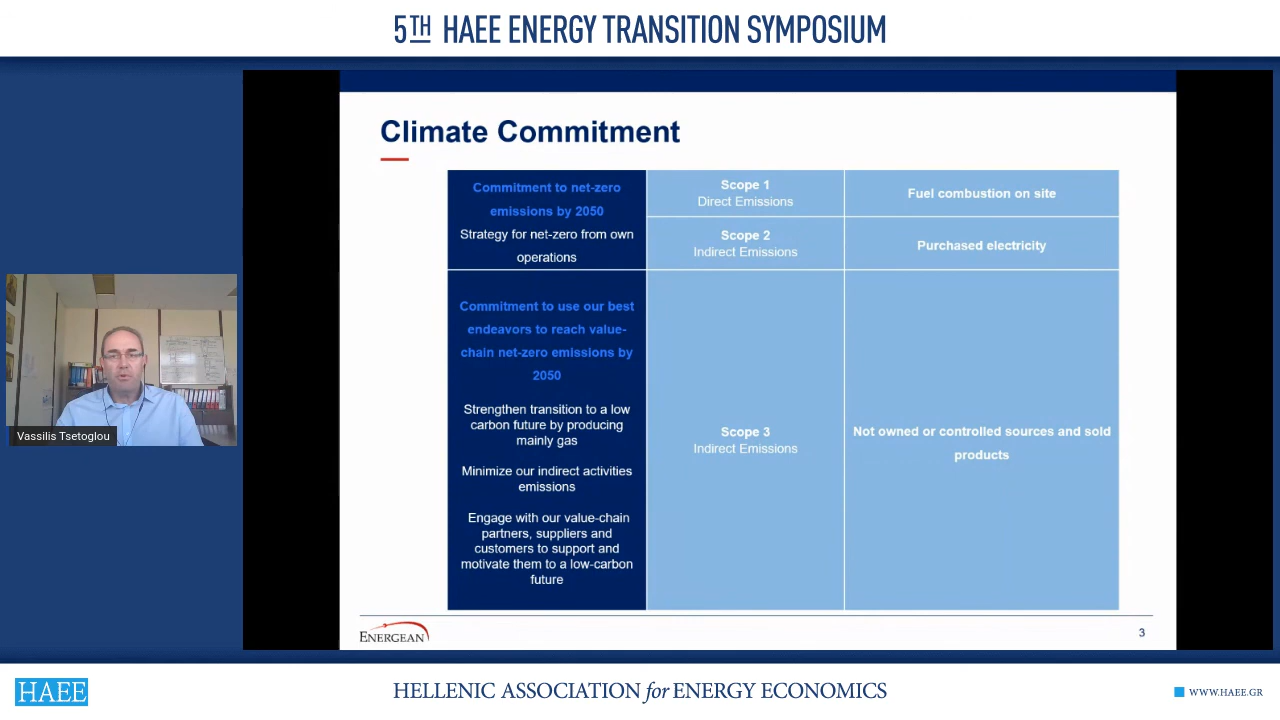 5TH HAEE ENERGY TRANSITION SYMPOSIUM
Climate Commitment
Commitment to net-zero
emissions by 2050
Strategy for net-zero from own
operations
Scope 1
Direct Emissions
Fuel combustion on site
Scope 2
Indirect Emissions
Purchased electricity
Commitment to use our best
endeavors to reach value-
chain net-zero emissions by
2050
Strengthen transition to a low
carbon future by producing
mainly gas
Minimize our indirect activities
emissions
Engage with our value-chain
partners, suppliers and
customers to support and
motivate them to a low-carbon
future
Scope 3
Indirect Emissions
Not owned or controlled sources and sold
products
Vassilis Tsetoglou
ENERGEAN
3
HAEE
HELLENIC ASSOCIATION for ENERGY ECONOMICS
WWW.HAEE.GR